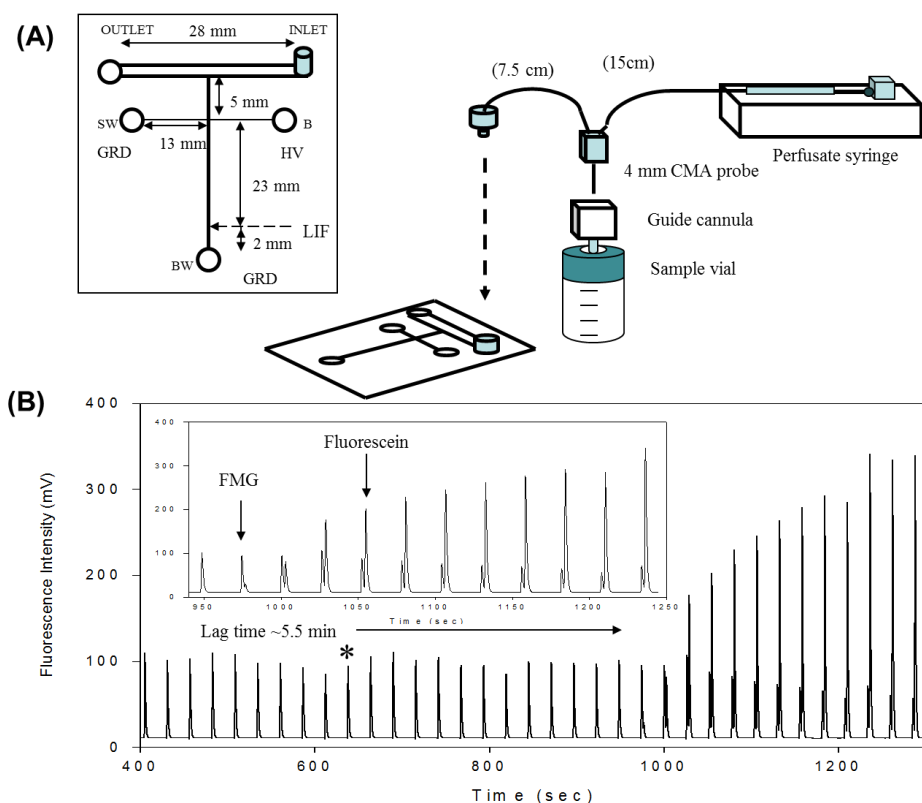 (A)
OUTLET
INLET
28 mm
5 mm
SW
B
GRD
13 mm
HV
23 mm
LIF
2 mm
BW
GRD
(7.5 cm)
(15cm)
Perfusate syringe
4 mm CMA probe
Guide cannula
Sample vial
(B)
Fluorescence Intensity (mV)
400
300
200
100
0
400
300
200
100
0
FMG
Fluorescein
950
1000
1050
1100
1150
1200
1250
Time (sec)
Lag time ~5.5 min
*
400
600
800
1000
1200
Time (sec)